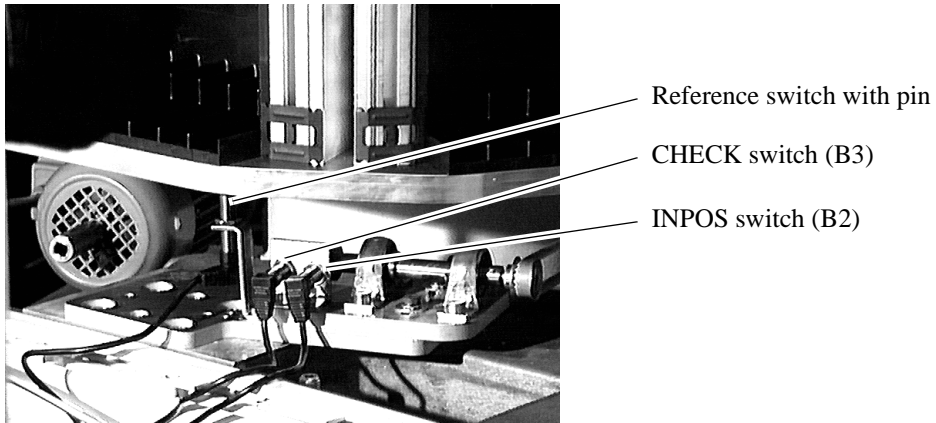 Reference switch with pin
CHECK switch (B3)
INPOS switch (B2)